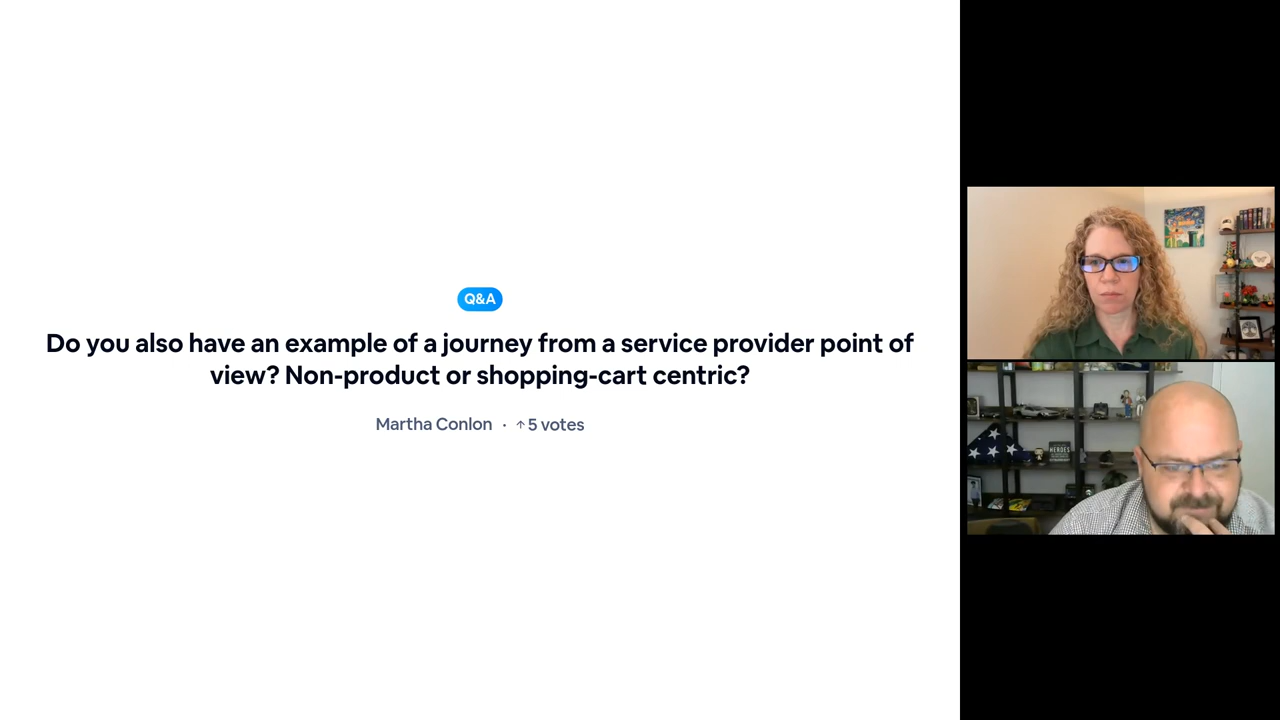 Q&A
Do you also have an example of a journey from a service provider point of
view? Non-product or shopping-cart centric?
Martha Conlon · ↑ 5 votes
HEROES